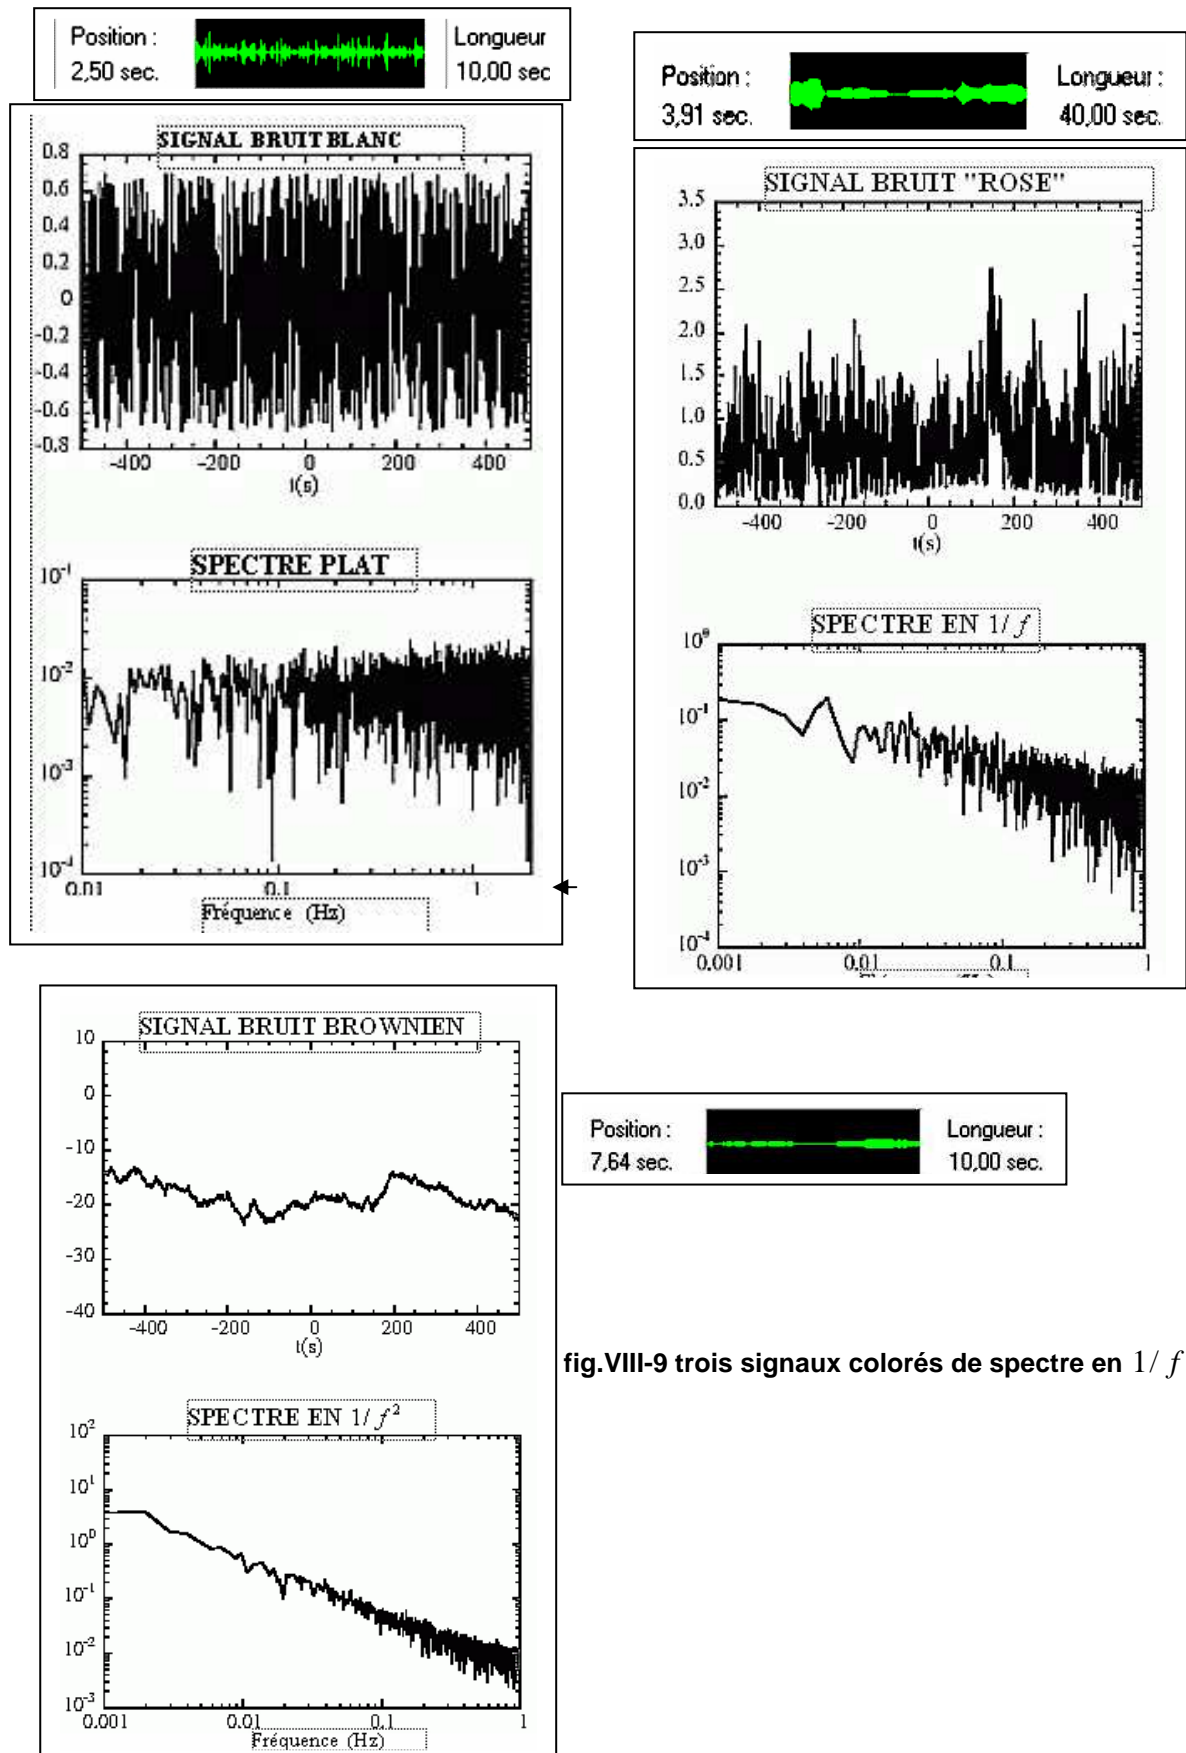 Position : Longueur
2,50 sec. 10,00 sec
SIGNAL BRUIT BLANC
0.8
0.6
0.4
0.2
0
-0.2
-0.4
-0.6
-0.8
-400 -200 0 200 400
t(s)
SPECTRE PLAT
10-1
10-2
10-3
10-4
0.01 0.1 1
Fréquence (Hz)
Position : Longueur :
3,91 sec. 40,00 sec.
SIGNAL BRUIT "ROSE"
3.5
3.0
2.5
2.0
1.5
1.0
0.5
0.0
-400 -200 0 200 400
t(s)
SPECTRE EN 1/ f
100
10-1
10-2
10-3
10-4
0.001 0.01 0.1 1
SIGNAL BRUIT BROWNIEN
10
0
-10
-20
-30
-40
-400 -200 0 200 400
t(s)
Position : Longueur :
7,64 sec. 10,00 sec.
fig.VIII-9 trois signaux colorés de spectre en 1/ f
SPECTRE EN 1/ f2
102
101
100
10-1
10-2
10-3
0.001 0.01 0.1 1
Fréquence (Hz)